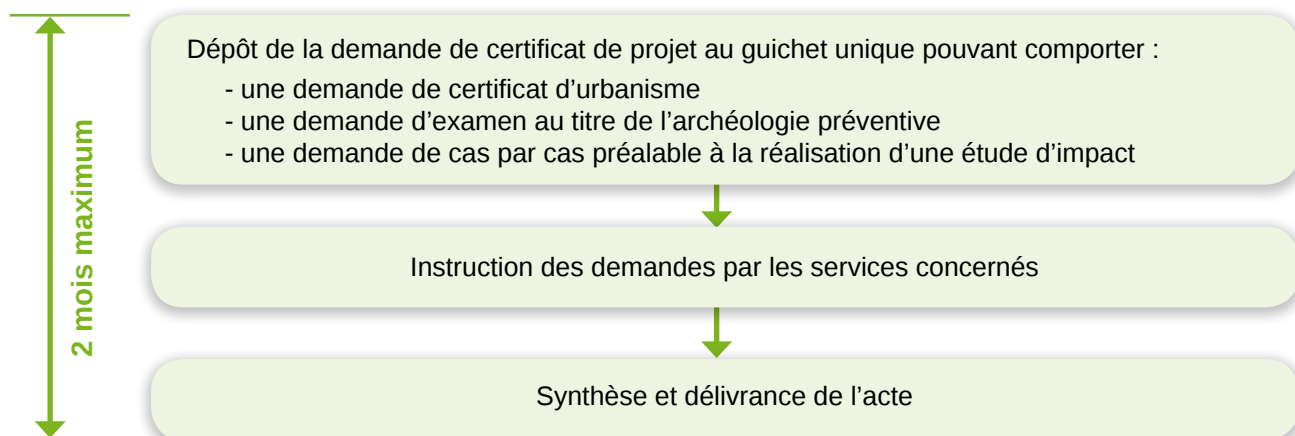 Dépôt de la demande de certificat de projet au guichet unique pouvant comporter :
- une demande de certificat d’urbanisme
- une demande d’examen au titre de l’archéologie préventive
- une demande de cas par cas préalable à la réalisation d’une étude d’impact
2 mois maximum
Instruction des demandes par les services concernés
Synthèse et délivrance de l’acte